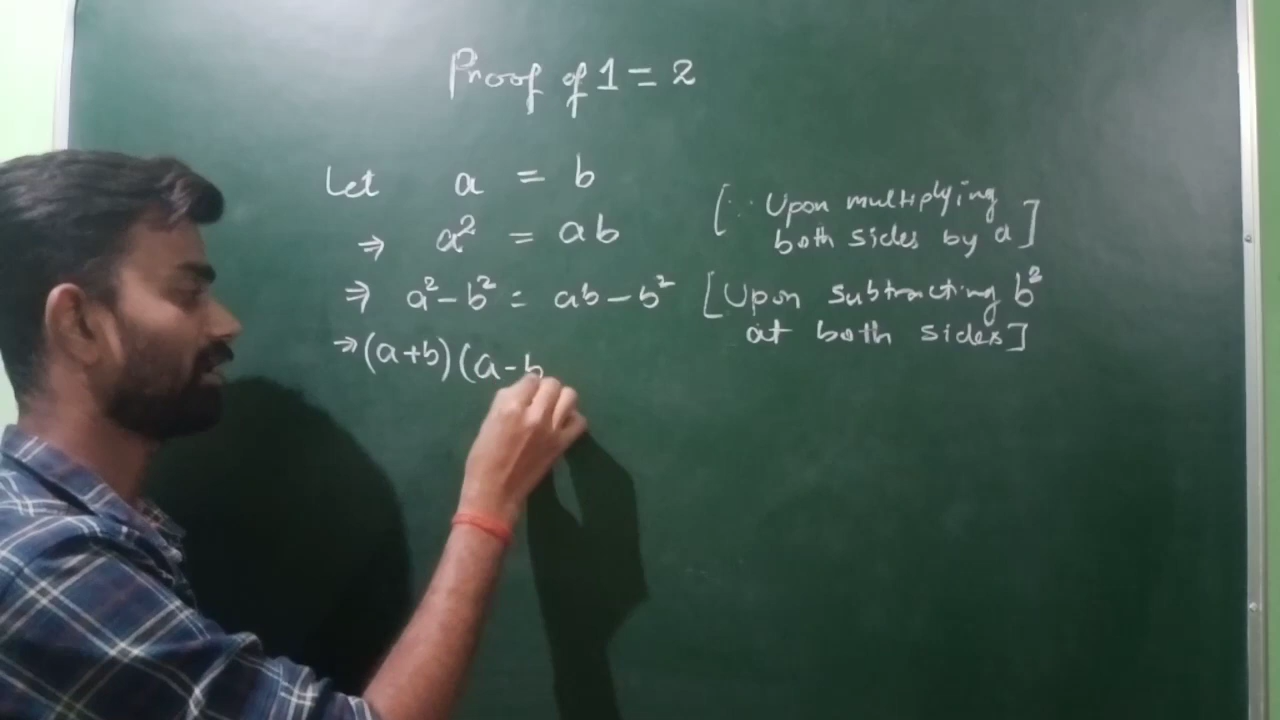 Proof of 1 = 2
Let a = b
⇒ a² = ab [∵ Upon multiplying
both sides by a]
⇒ a² - b² = ab - b² [Upon subtracting b²
at both sides]
⇒ (a+b)(a-b